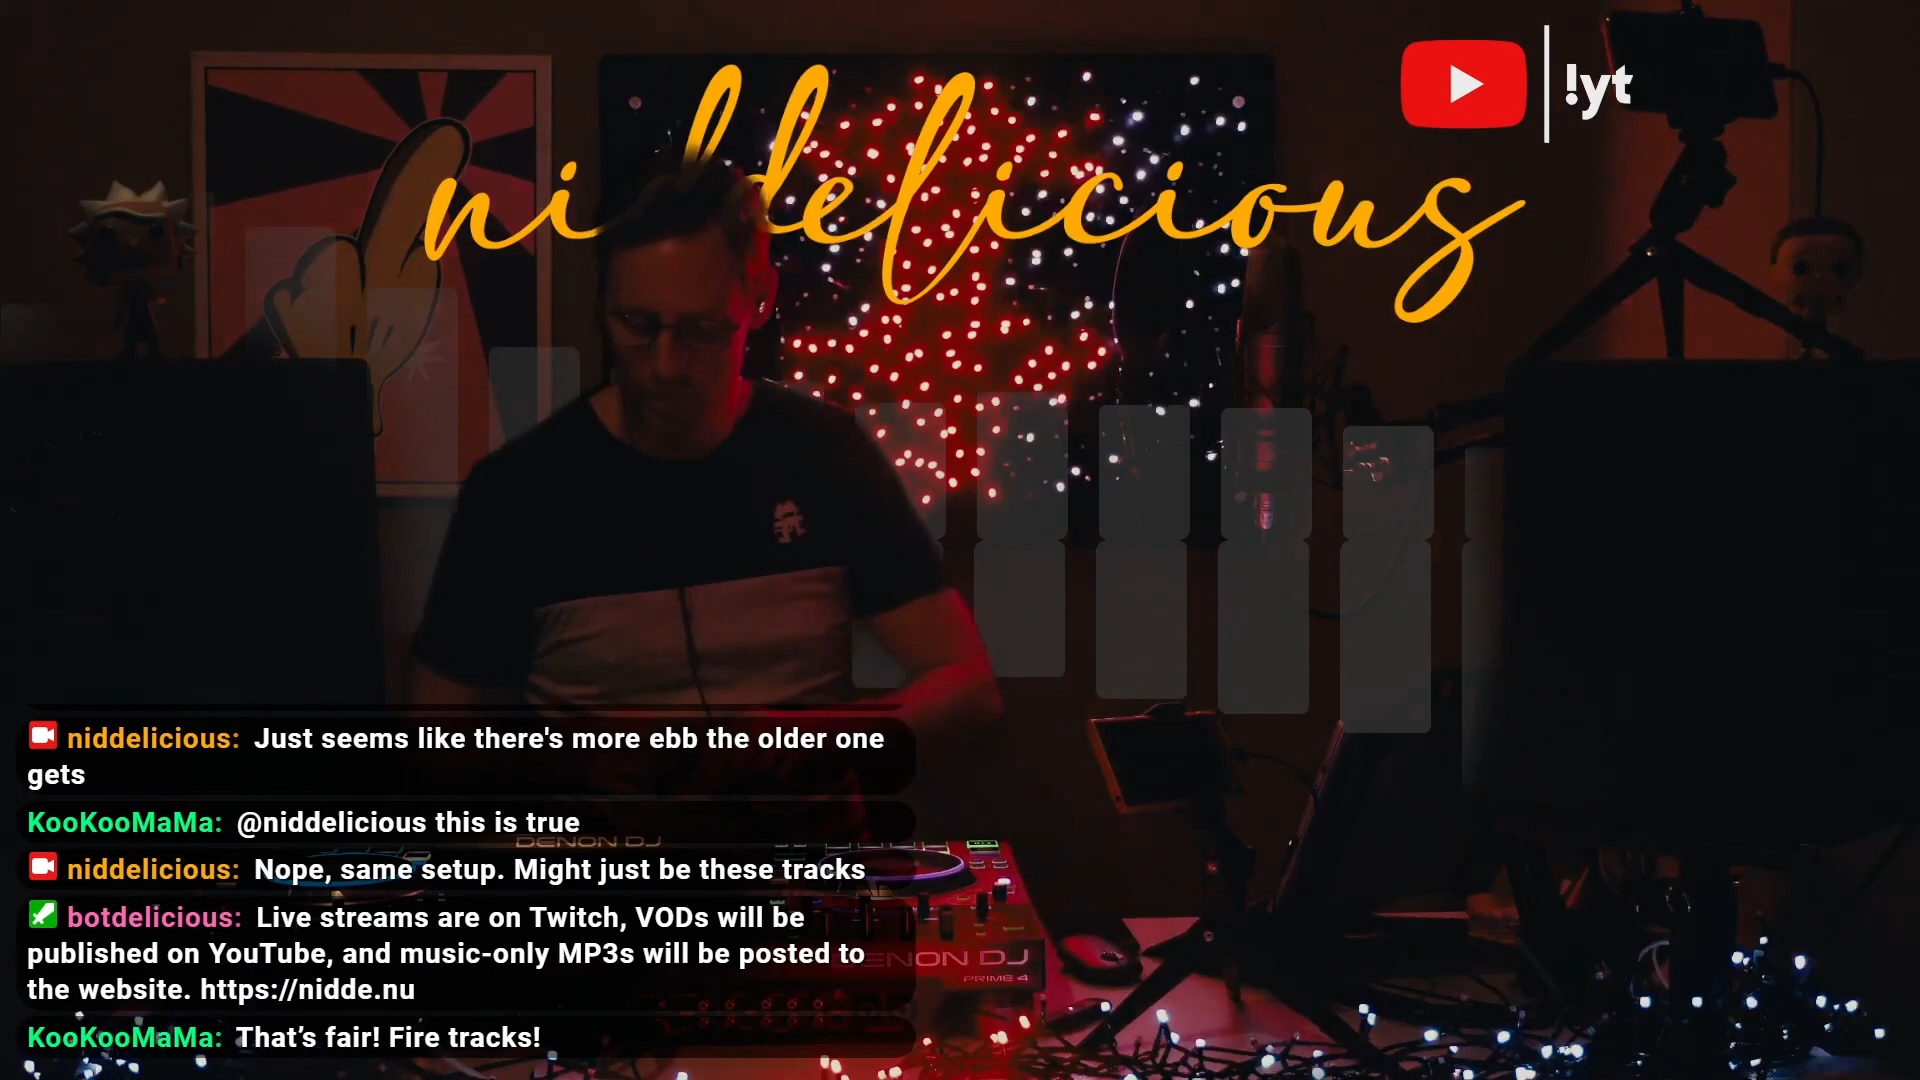 niddelicious
!yt
niddelicious: Just seems like there's more ebb the older one
gets
KooKooMaMa: @niddelicious this is true
DENON DJ
niddelicious: Nope, same setup. Might just be these tracks
botdelicious: Live streams are on Twitch, VODs will be
published on YouTube, and music-only MP3s will be posted to
the website. https://nidde.nu
DENON DJ
PRIME 4
KooKooMaMa: That’s fair! Fire tracks!